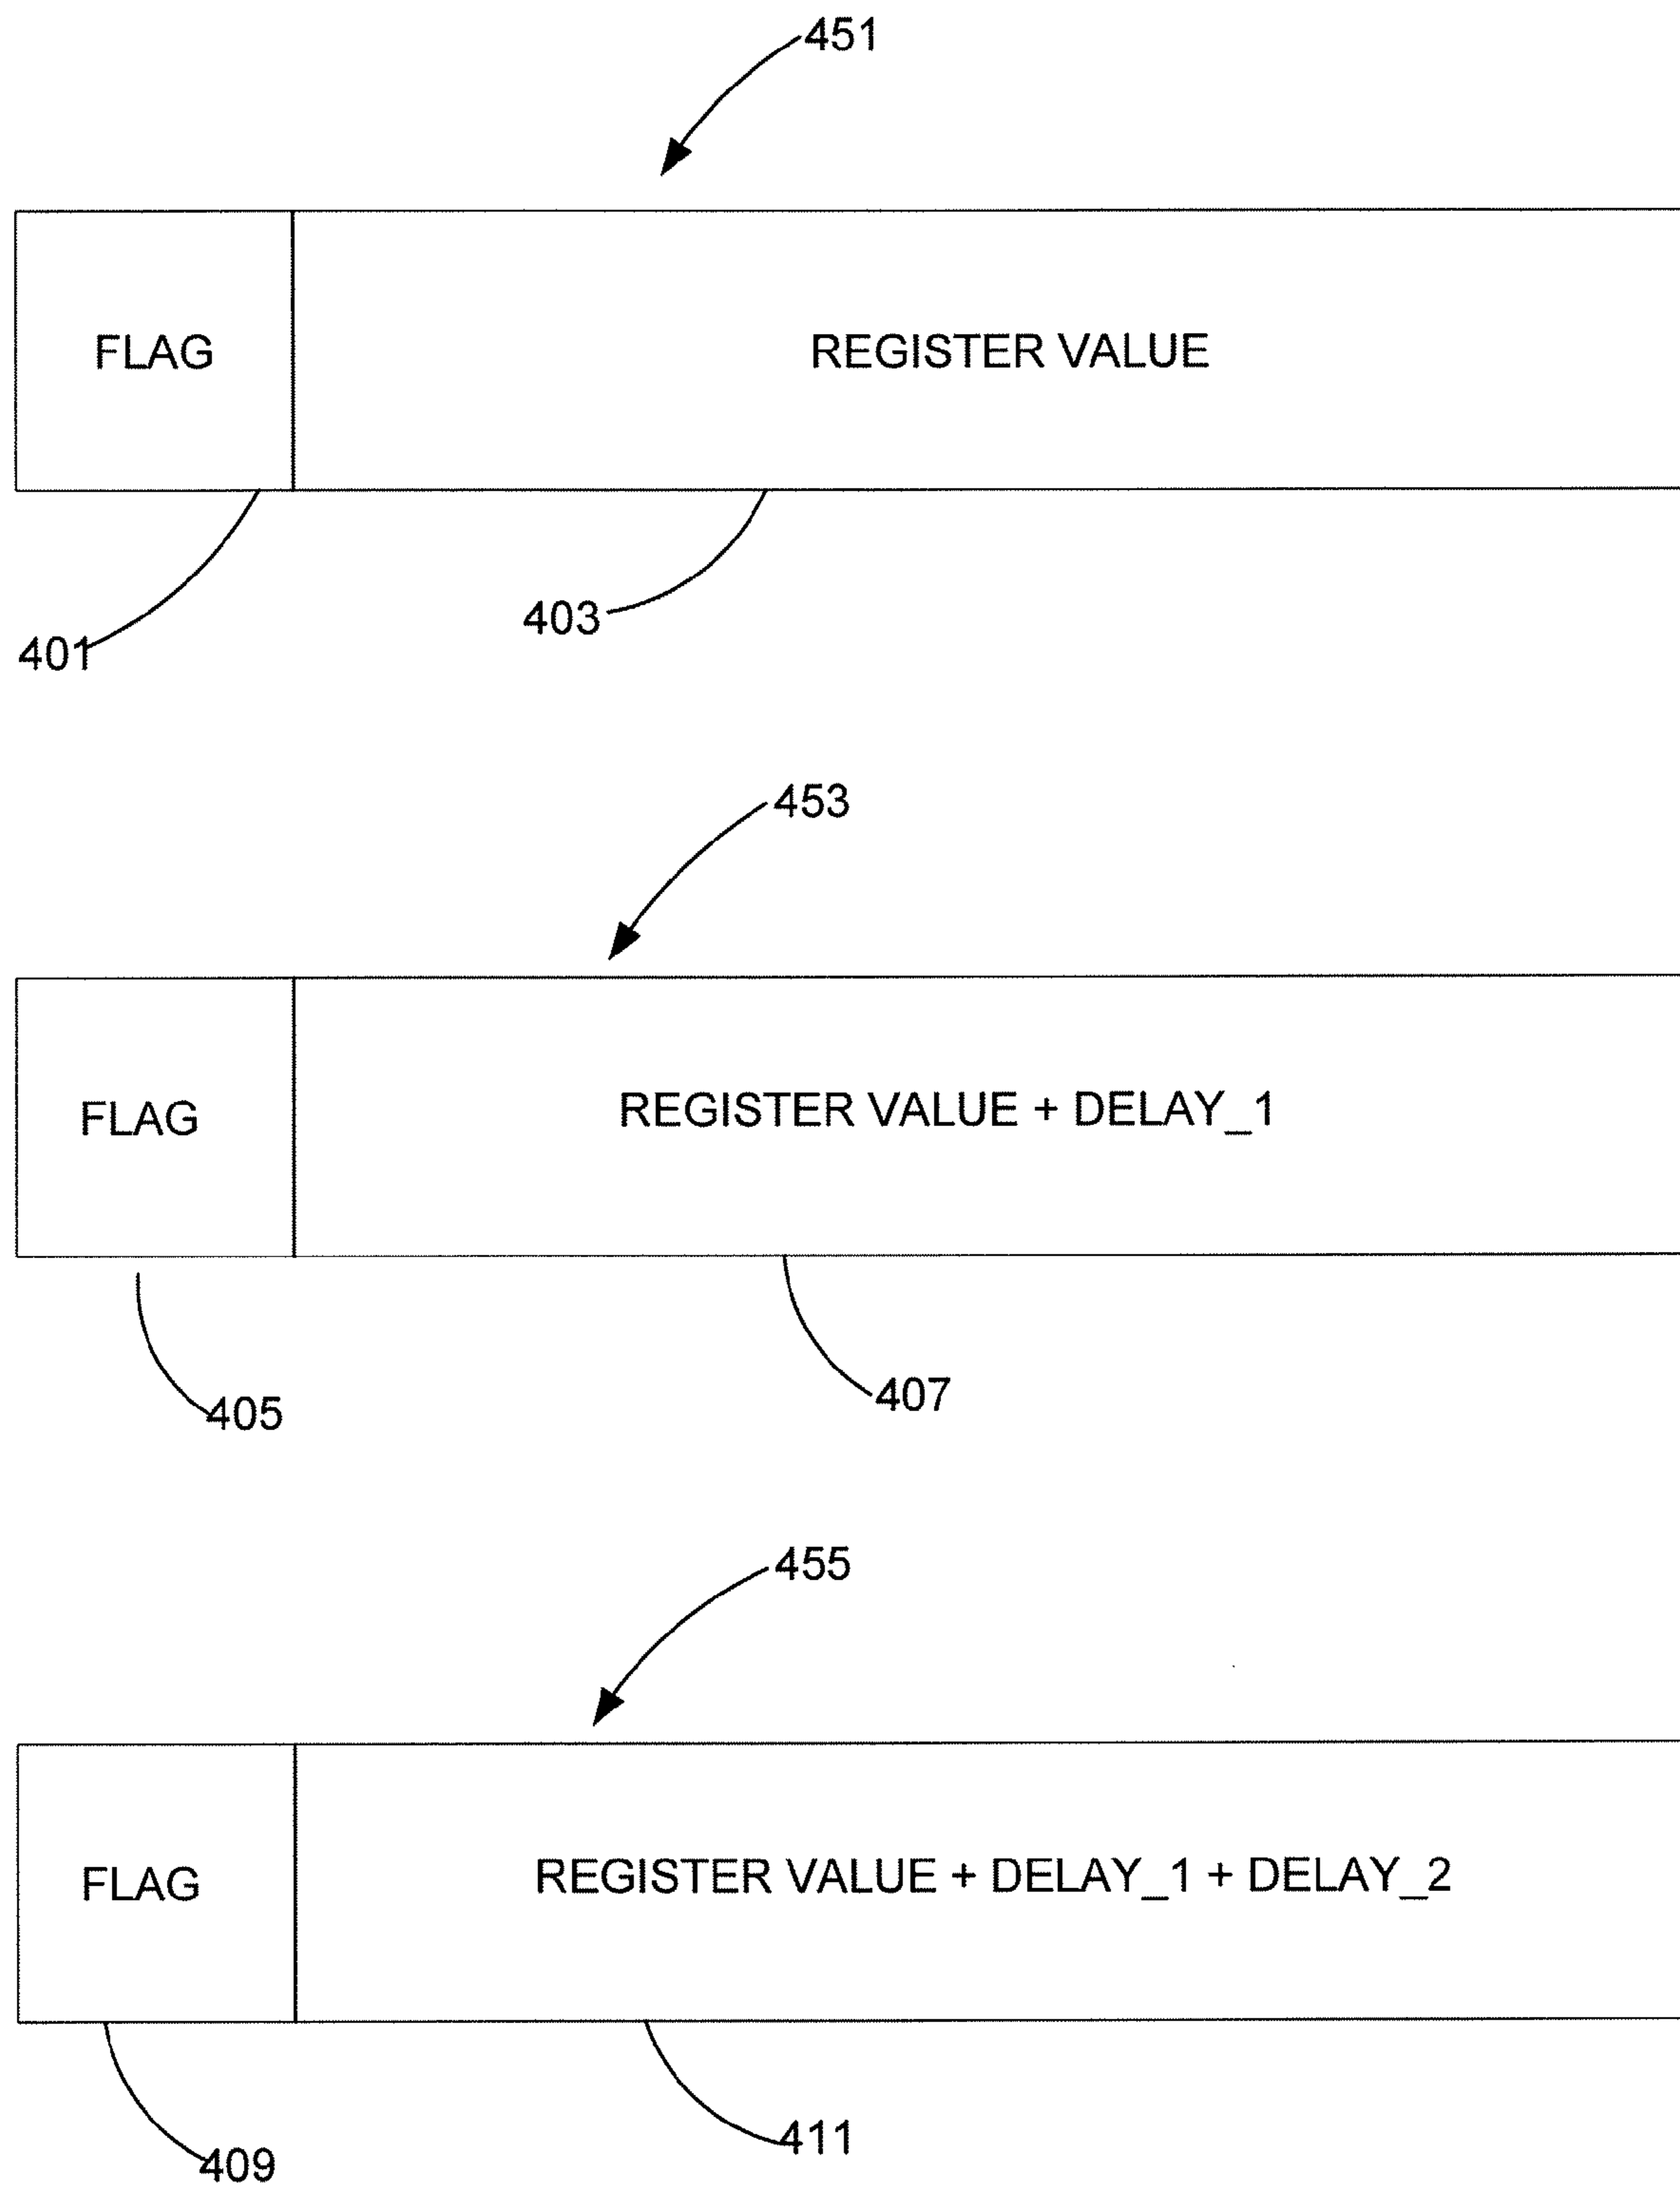 451
FLAG
REGISTER VALUE
401
403
453
FLAG
REGISTER VALUE + DELAY_1
405
407
455
FLAG
REGISTER VALUE + DELAY_1 + DELAY_2
409
411